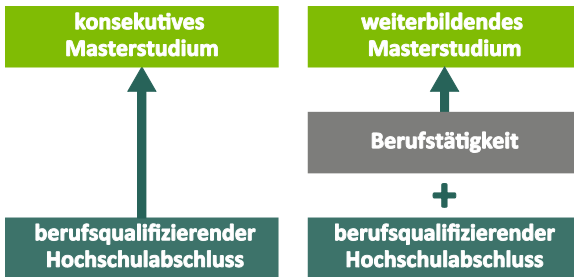 konsekutives
Masterstudium
berufsqualifizierender
Hochschulabschluss
weiterbildendes
Masterstudium
Berufstätigkeit
+
berufsqualifizierender
Hochschulabschluss